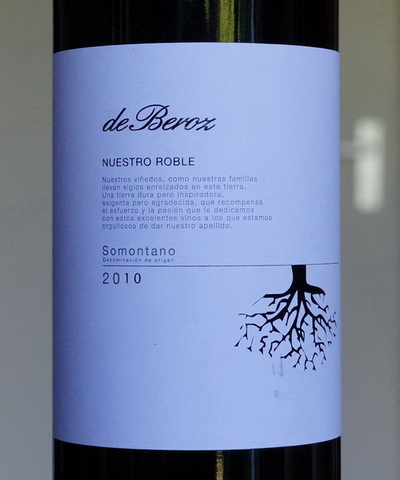 de Beroz
NUESTRO ROBLE
Nuestros viñedos, como nuestras familias
llevan siglos enraizados en esta tierra.
Una tierra dura pero inspiradora,
exigente pero agradecida, que recompensa
el esfuerzo y la pasión que le dedicamos
con estos excelentes vinos a los que estamos
orgullosos de dar nuestro apellido.
Somontano
Denominación de origen
2010